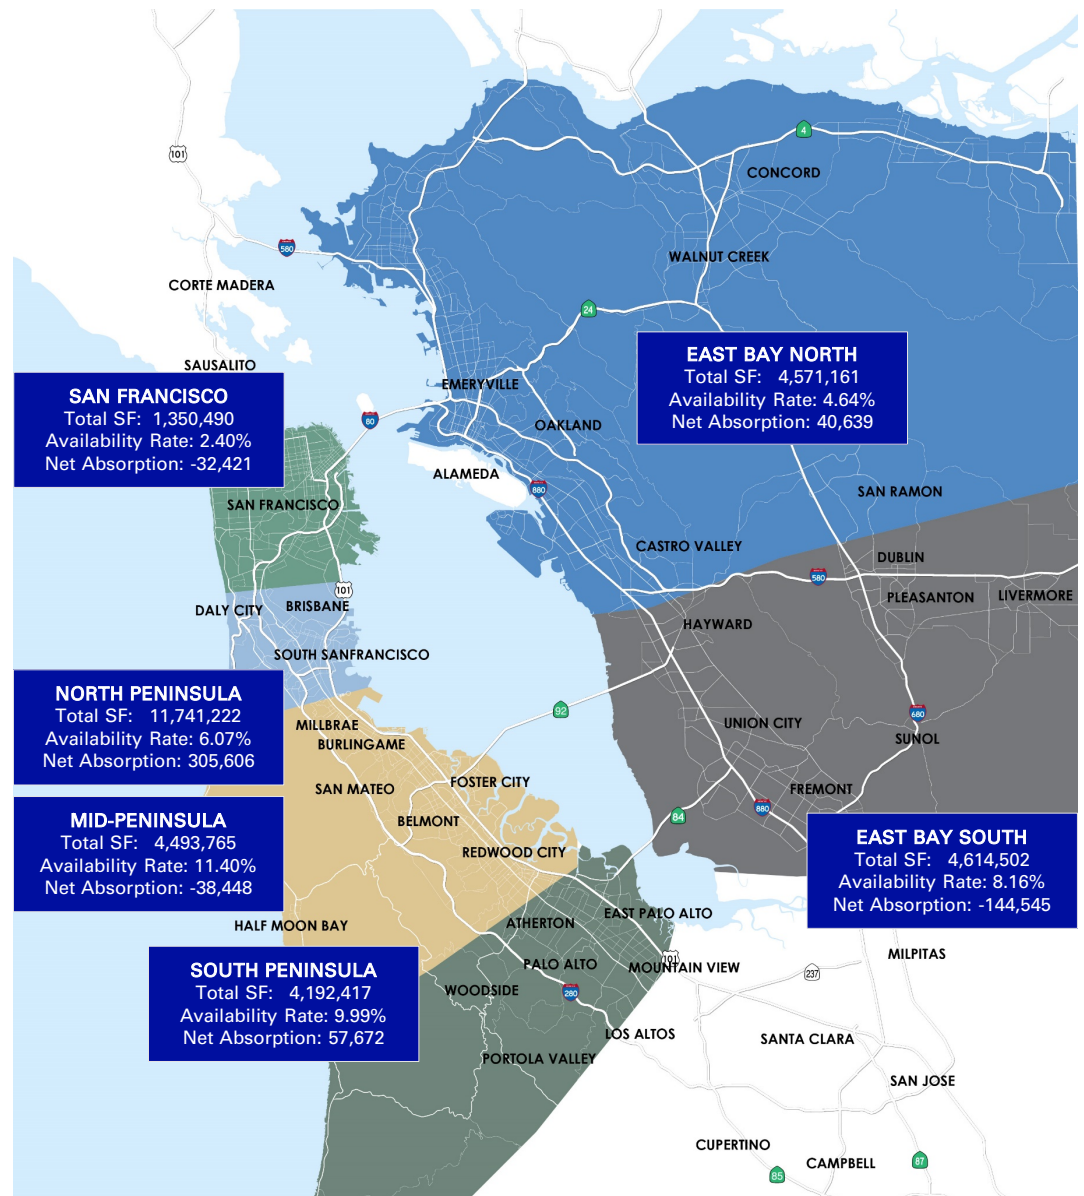 4
CONCORD
101
580
WALNUT CREEK
CORTE MADERA
24
EAST BAY NORTH
Total SF: 4,571,161
Availability Rate: 4.64%
Net Absorption: 40,639
SAUSALITO
SAN FRANCISCO
Total SF: 1,350,490
Availability Rate: 2.40%
Net Absorption: -32,421
EMERYVILLE
80
OAKLAND
ALAMEDA
880
SAN RAMON
SAN FRANCISCO
CASTRO VALLEY
DUBLIN
580
101
PLEASANTON
LIVERMORE
DALY CITY
BRISBANE
HAYWARD
SOUTH SANFRANCISCO
NORTH PENINSULA
Total SF: 11,741,222
Availability Rate: 6.07%
Net Absorption: 305,606
92
680
UNION CITY
SUNOL
MILLBRAE
BURLINGAME
SAN MATEO
FOSTER CITY
FREMONT
BELMONT
880
84
MID-PENINSULA
Total SF: 4,493,765
Availability Rate: 11.40%
Net Absorption: -38,448
REDWOOD CITY
EAST BAY SOUTH
Total SF: 4,614,502
Availability Rate: 8.16%
Net Absorption: -144,545
HALF MOON BAY
ATHERTON
EAST PALO ALTO
SOUTH PENINSULA
Total SF: 4,192,417
Availability Rate: 9.99%
Net Absorption: 57,672
PALO ALTO
101
MOUNTAIN VIEW
237
MILPITAS
WOODSIDE
280
LOS ALTOS
SANTA CLARA
PORTOLA VALLEY
SAN JOSE
CUPERTINO
CAMPBELL
87
85